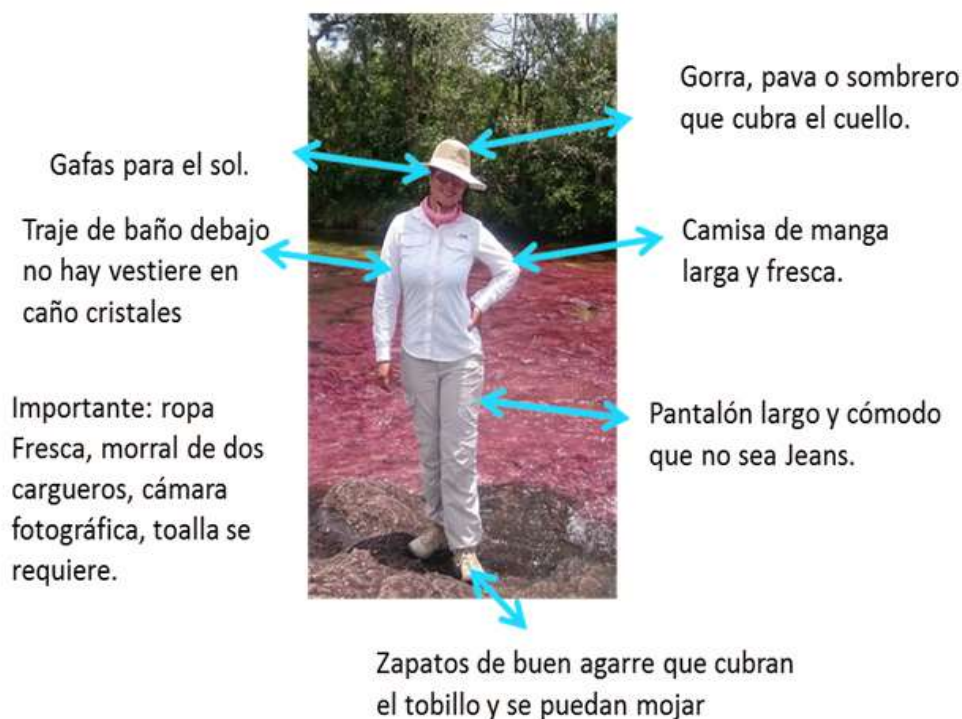 Gorra, pava o sombrero
que cubra el cuello.
Gafas para el sol.
Traje de baño debajo
no hay vestiere en
caño cristales
Camisa de manga
larga y fresca.
Importante: ropa
Fresca, morral de dos
cargueros, cámara
fotográfica, toalla se
requiere.
Pantalón largo y cómodo
que no sea Jeans.
Zapatos de buen agarre que cubran
el tobillo y se puedan mojar